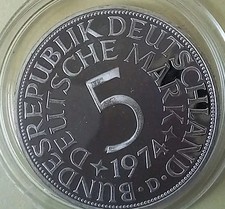 BUNDESREPUBLIK DEUTSCHLAND
DEUTSCHE MARK
5
1974